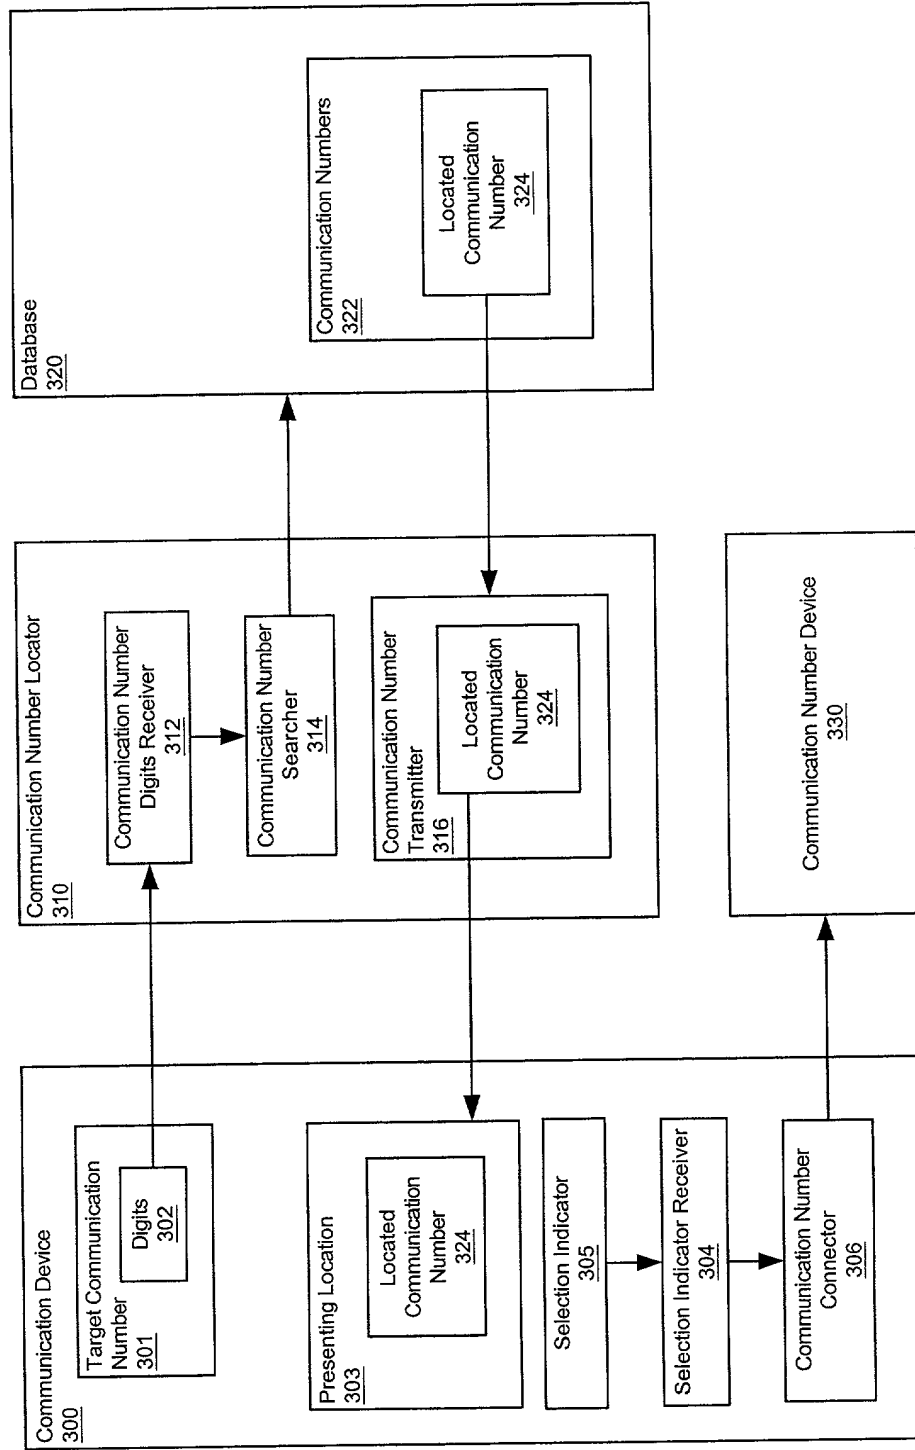 Communication Device
300
Target Communication
Number
301
Digits
302
Presenting Location
303
Located
Communication
Number
324
Selection Indicator
305
Selection Indicator Receiver
304
Communication Number
Connector
306
Communication Number Locator
310
Communication Number
Digits Receiver
312
Communication Number
Searcher
314
Communication Number
Transmitter
316
Located
Communication
Number
324
Communication Number Device
330
Database
320
Communication Numbers
322
Located
Communication
Number
324